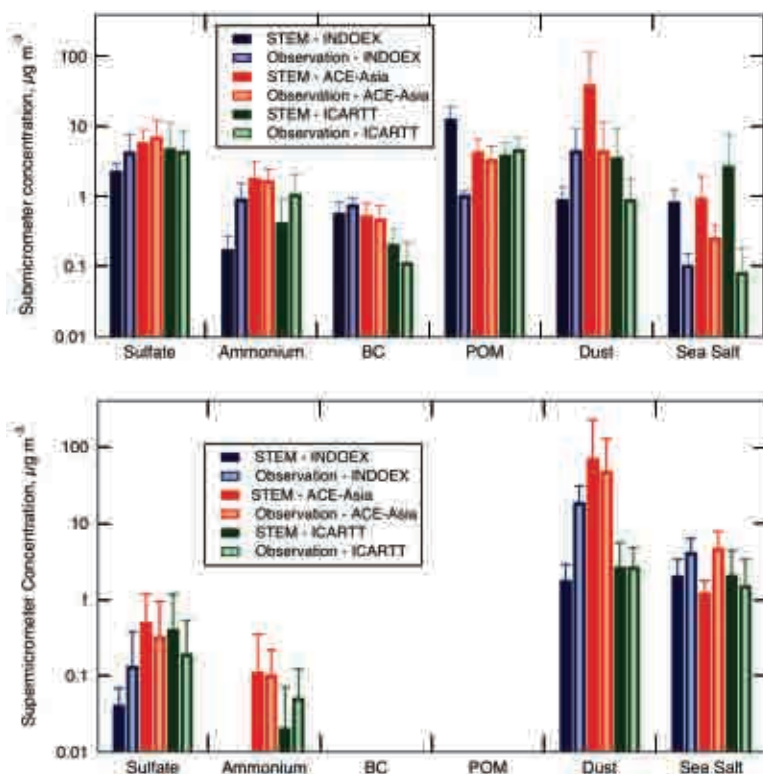 Submicrometer concentration, µg m-3
100
10
1
0.1
0.01
STEM - INDOEX
Observation - INDOEX
STEM - ACE-Asia
Observation - ACE-Asia
STEM - ICARTT
Observation - ICARTT
Sulfate Ammonium BC POM Dust Sea Salt
Supermicrometer Concentration, µg m-3
100
10
1
0.1
0.01
STEM - INDOEX
Observation - INDOEX
STEM - ACE-Asia
Observation - ACE-Asia
STEM - ICARTT
Observation - ICARTT
Sulfate Ammonium BC POM Dust Sea Salt